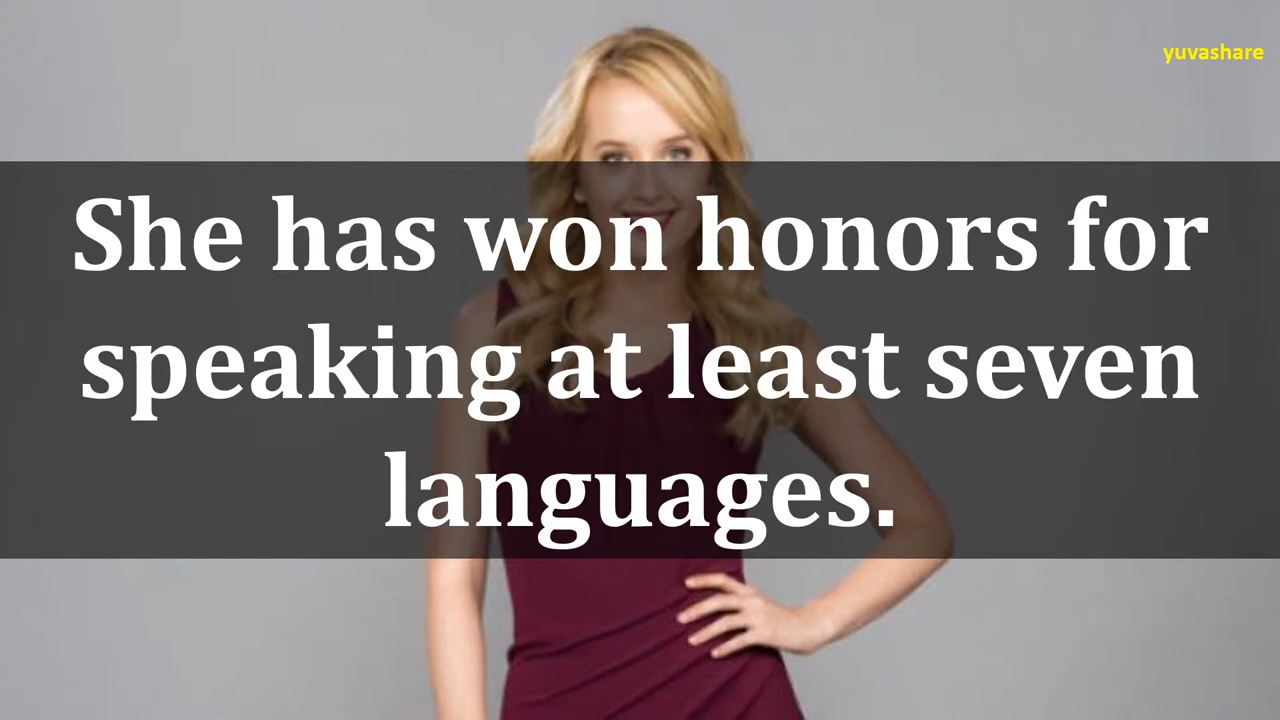 yuvashare
She has won honors for
speaking at least seven
languages.